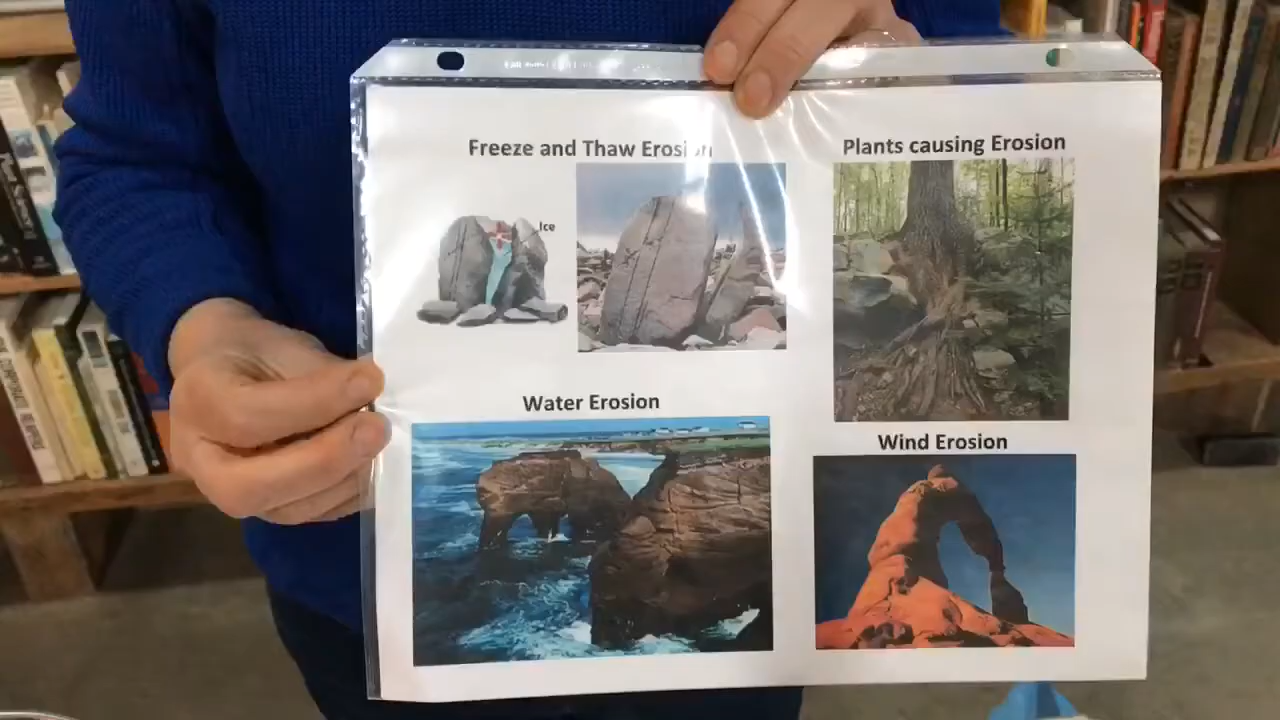 Freeze and Thaw Erosion
Plants causing Erosion
Ice
Water Erosion
Wind Erosion